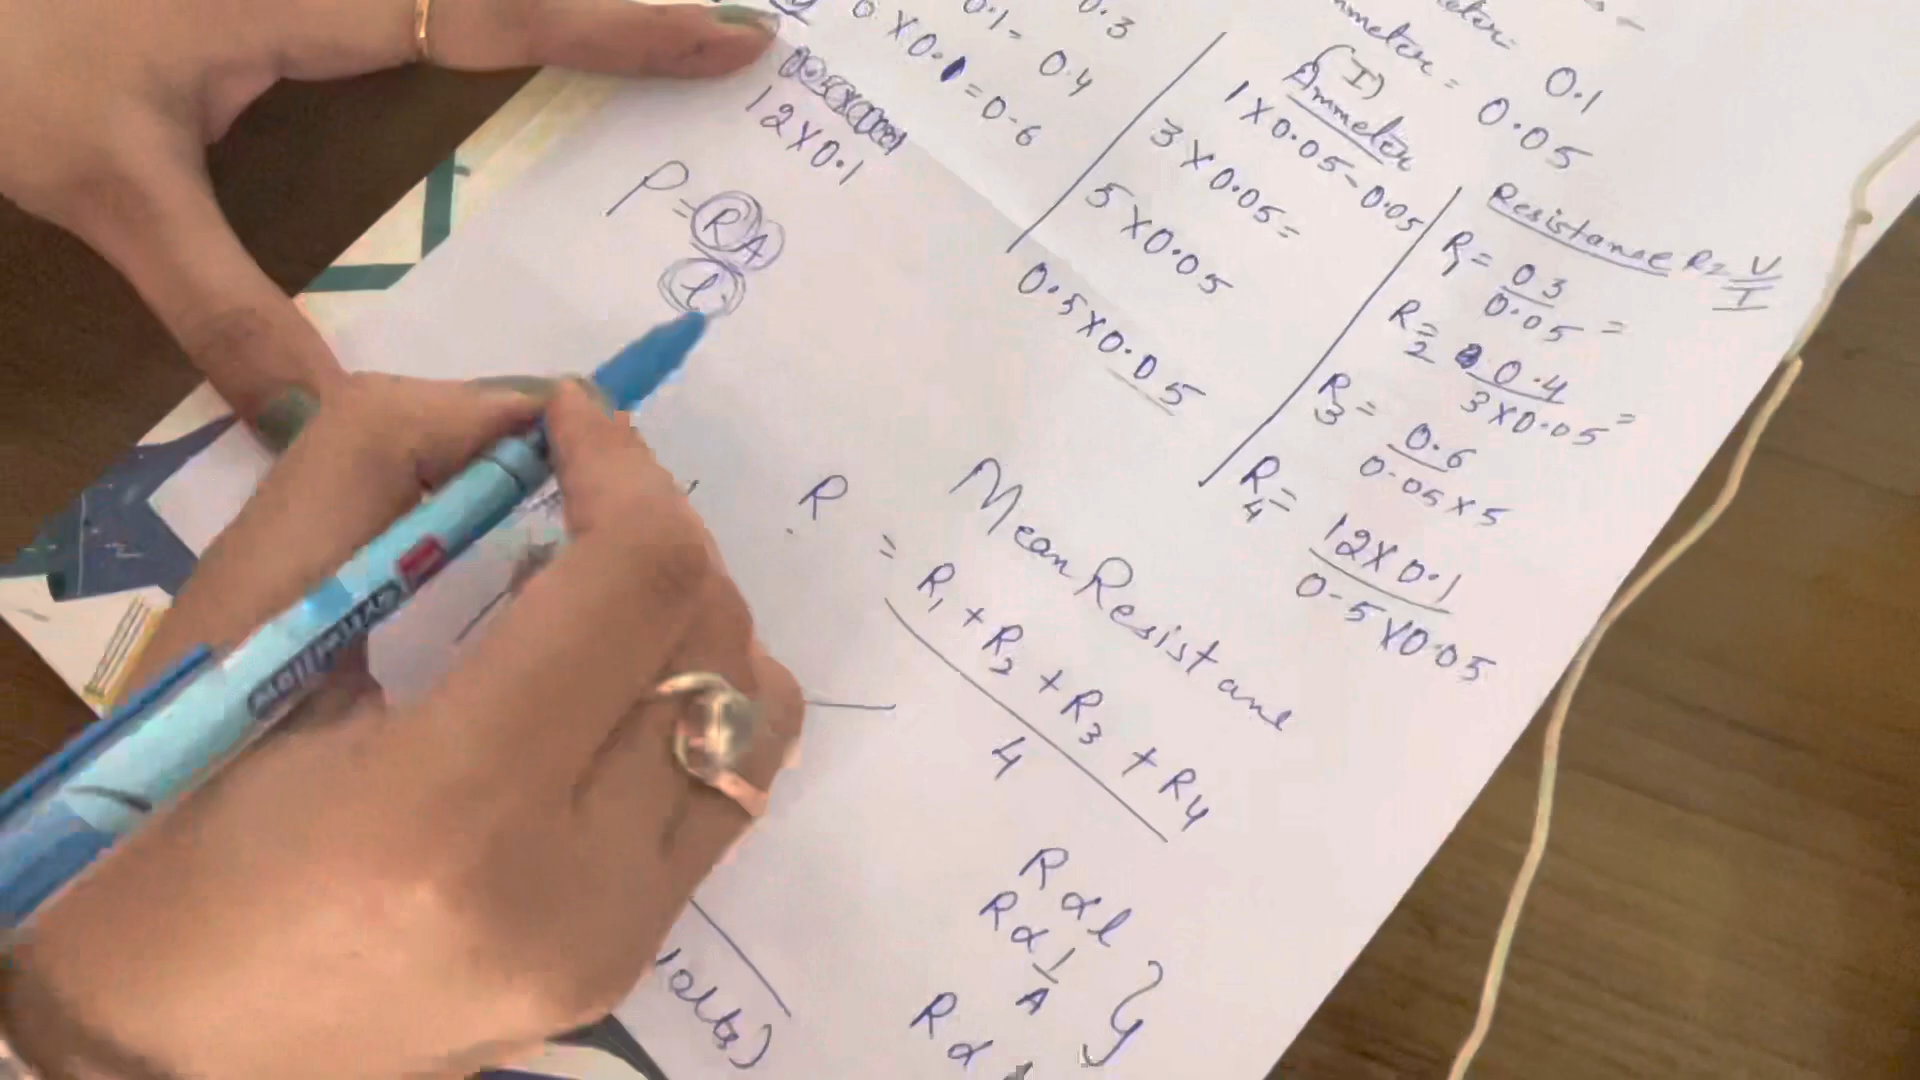 0.3
0.1 - 0.4
6 X 0.1 = 0-6
12 X 0.1
ρ = RA
l
0.1
0.05
(I)
Ammeter
1 X 0.05 - 0.05
3 X 0.05 =
5 X 0.05
0.5 X 0.05
Resistance R = V
I
R1 = 0 3
0.05 =
R2 = 0.4
3 X 0.05 =
R3 = 0.6
0.05 X 5
R4 = 12 X 0.1
0-5 X 0.05
Mean Resistane
R = R1 + R2 + R3 + R4
4
R α l
R α 1
A
R α